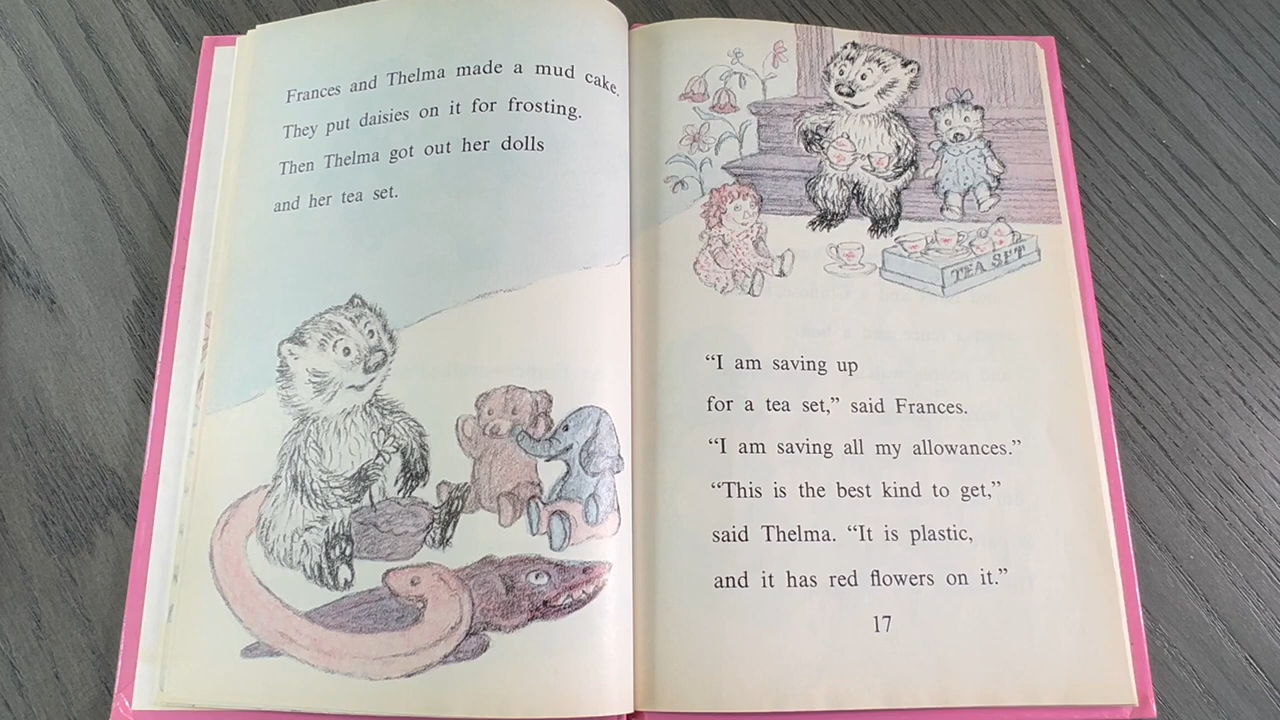 Frances and Thelma made a mud cake.
They put daisies on it for frosting.
Then Thelma got out her dolls
and her tea set.
TEA SET
“I am saving up
for a tea set,” said Frances.
“I am saving all my allowances.”
“This is the best kind to get,”
said Thelma. “It is plastic,
and it has red flowers on it.”
17